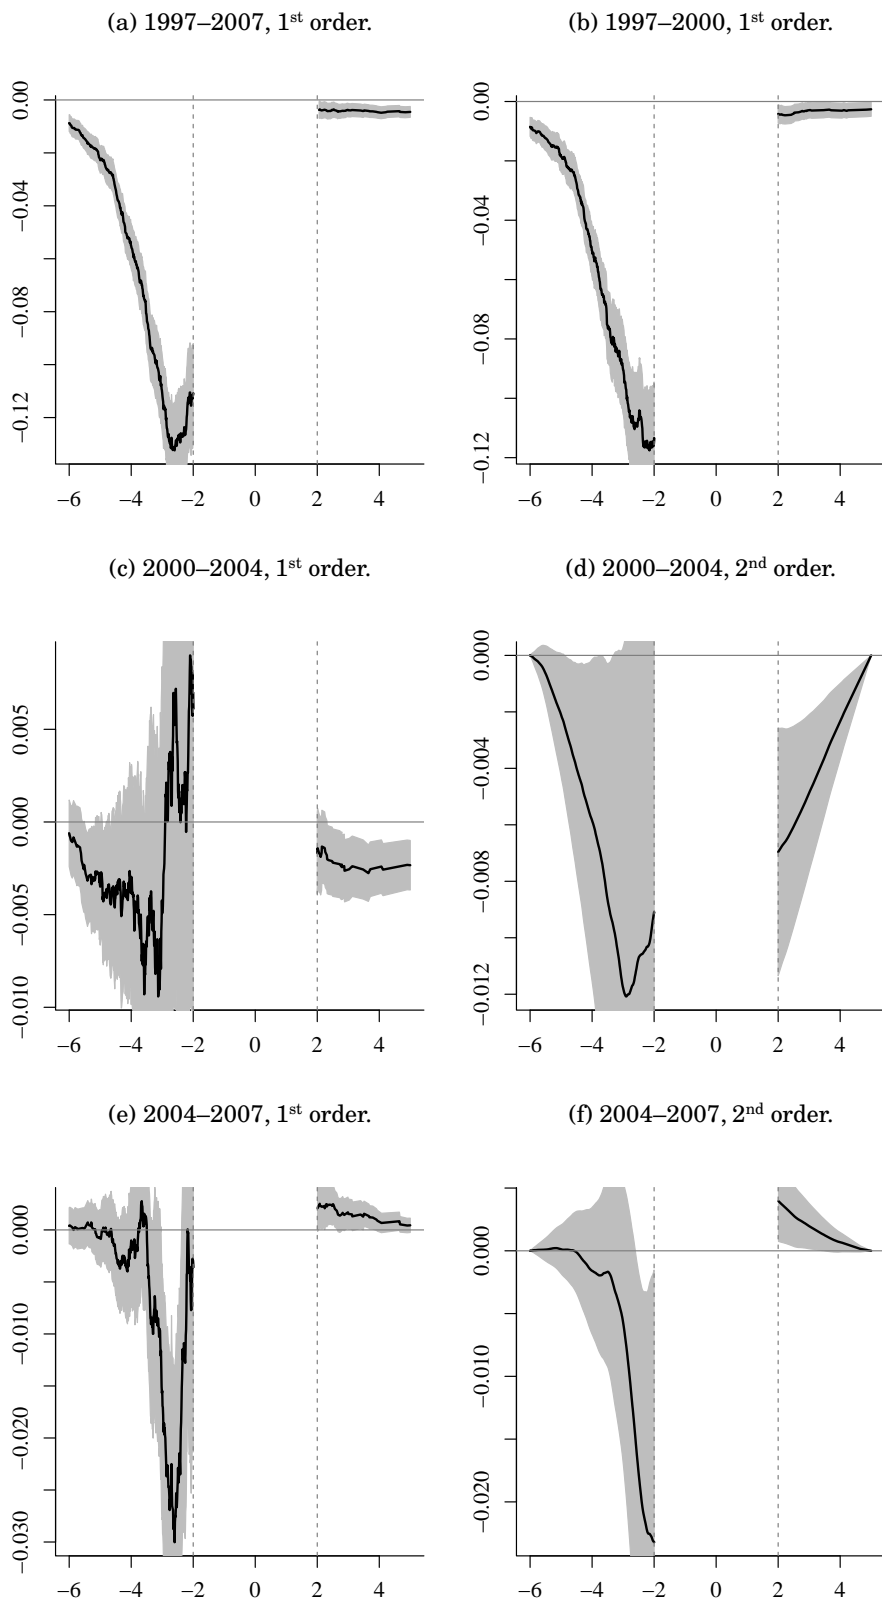 (a) 1997–2007, 1st order.
0.00
−0.04
−0.08
−0.12
−6 −4 −2 0 2 4
(b) 1997–2000, 1st order.
0.00
−0.04
−0.08
−0.12
−6 −4 −2 0 2 4
(c) 2000–2004, 1st order.
0.005
0.000
−0.005
−0.010
−6 −4 −2 0 2 4
(d) 2000–2004, 2nd order.
0.000
−0.004
−0.008
−0.012
−6 −4 −2 0 2 4
(e) 2004–2007, 1st order.
0.000
−0.010
−0.020
−0.030
−6 −4 −2 0 2 4
(f) 2004–2007, 2nd order.
0.000
−0.010
−0.020
−6 −4 −2 0 2 4